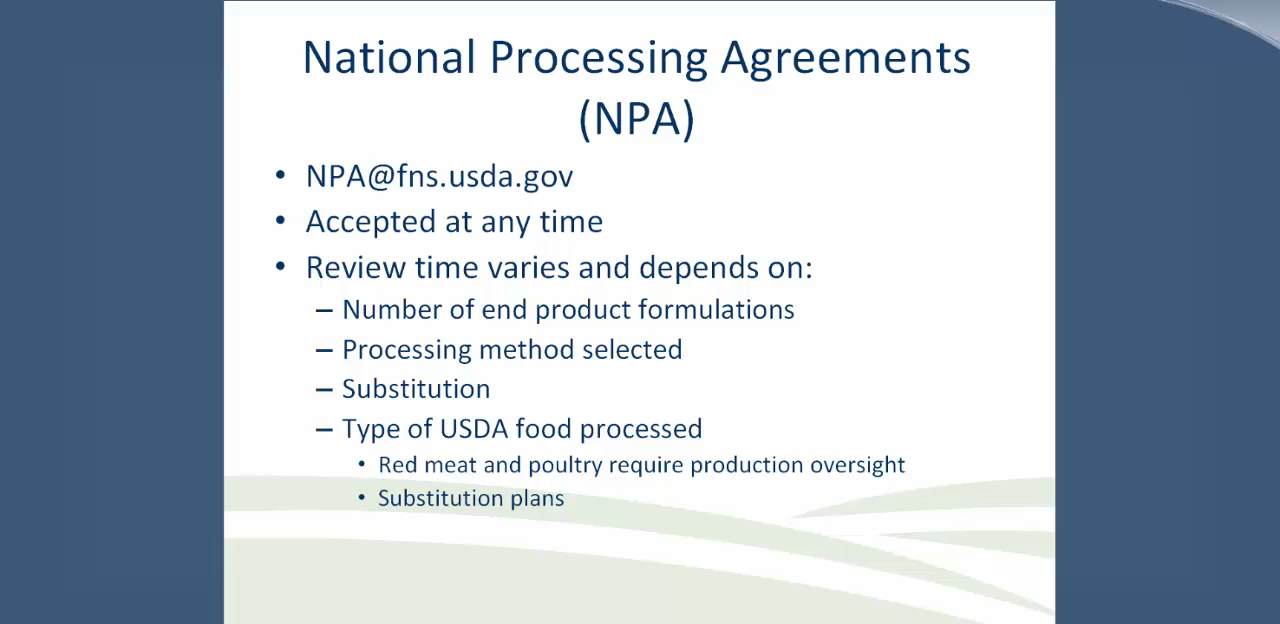 National Processing Agreements
(NPA)
• NPA@fns.usda.gov
• Accepted at any time
• Review time varies and depends on:
– Number of end product formulations
– Processing method selected
– Substitution
– Type of USDA food processed
• Red meat and poultry require production oversight
• Substitution plans